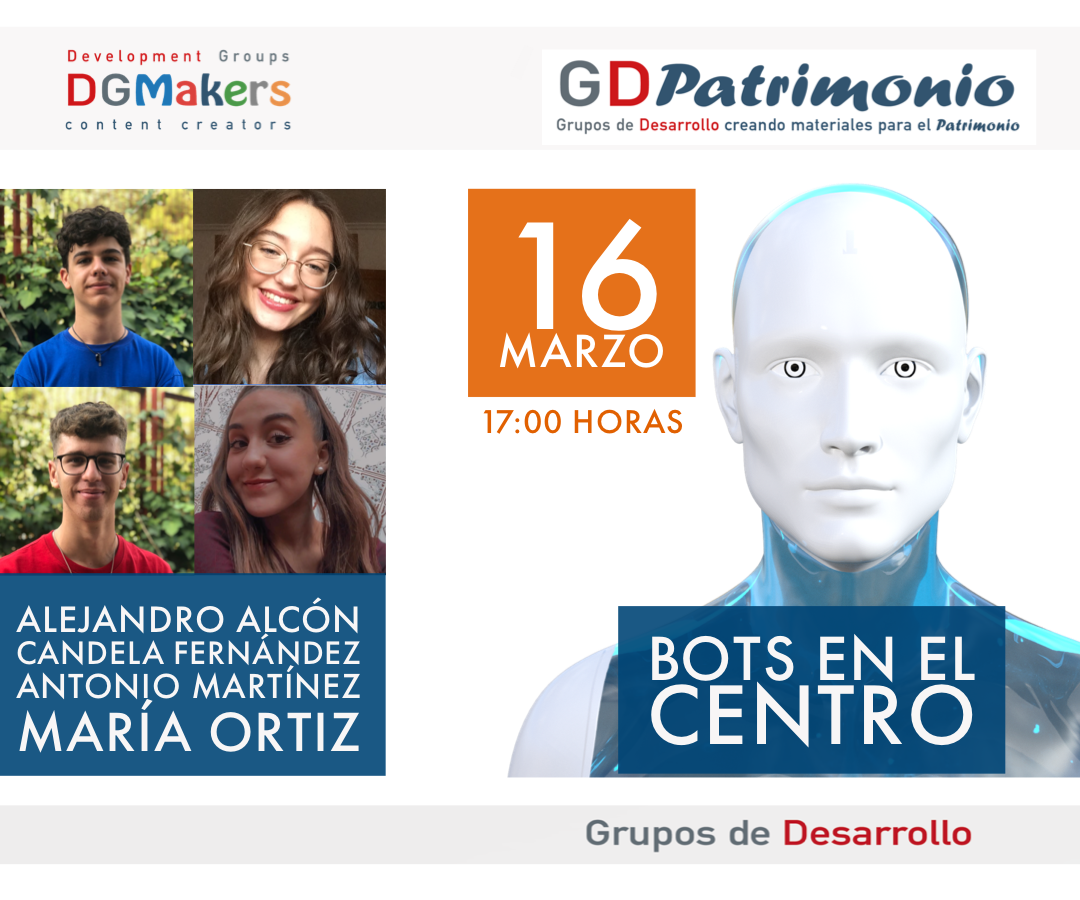 Development Groups
DGMakers
content creators
GDPatrimonio
Grupos de Desarrollo creando materiales para el Patrimonio
16
MARZO
17:00 HORAS
ALEJANDRO ALCÓN
CANDELA FERNÁNDEZ
ANTONIO MARTÍNEZ
MARÍA ORTIZ
BOTS EN EL
CENTRO
Grupos de Desarrollo